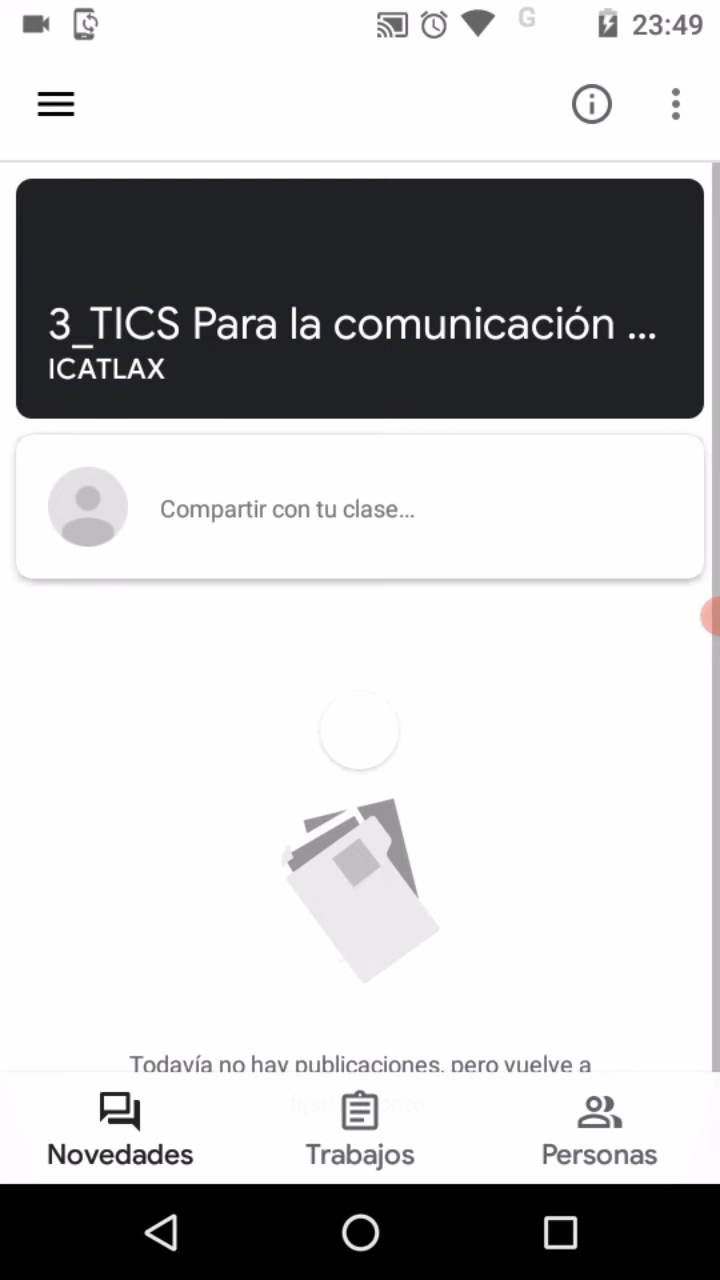 G 23:49
3_TICS Para la comunicación ...
ICATLAX
Compartir con tu clase...
Todavía no hay publicaciones, pero vuelve a
Novedades Trabajos Personas